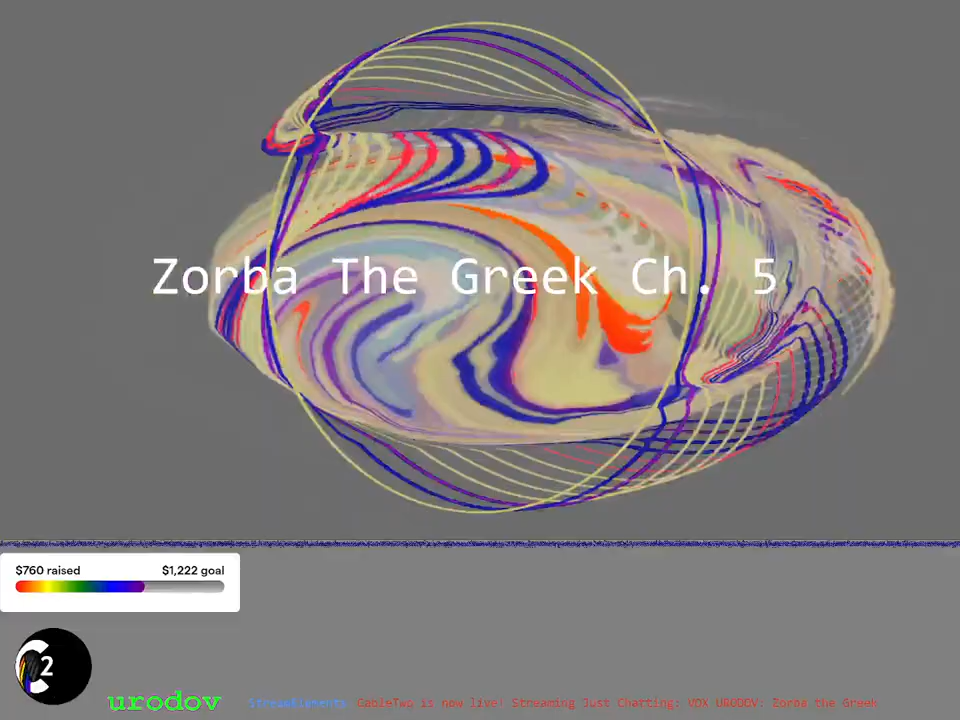 Zorba The Greek Ch. 5
$760 raised $1,222 goal
2
urodov StreamElements: CableTwo is now live! Streaming Just Chatting: VOX URODOV: Zorba the Greek